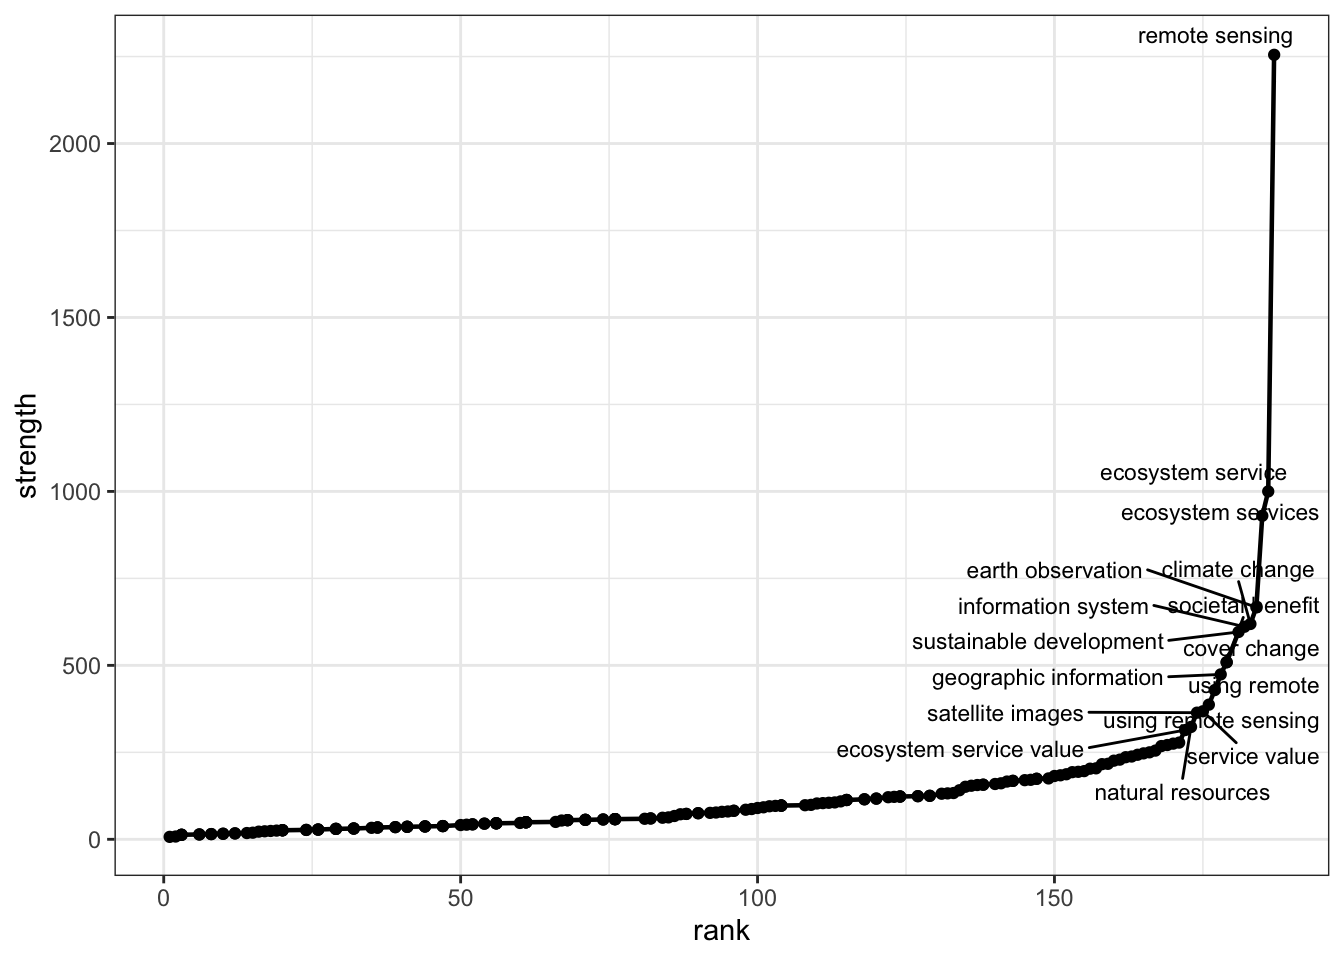 remote sensing
2000
1500
strength
1000
ecosystem service
ecosystem services
earth observation
climate change
information system
societal benefit
sustainable development
cover change
500
geographic information
using remote
satellite images
using remote sensing
ecosystem service value
service value
natural resources
0
0
50
100
150
rank